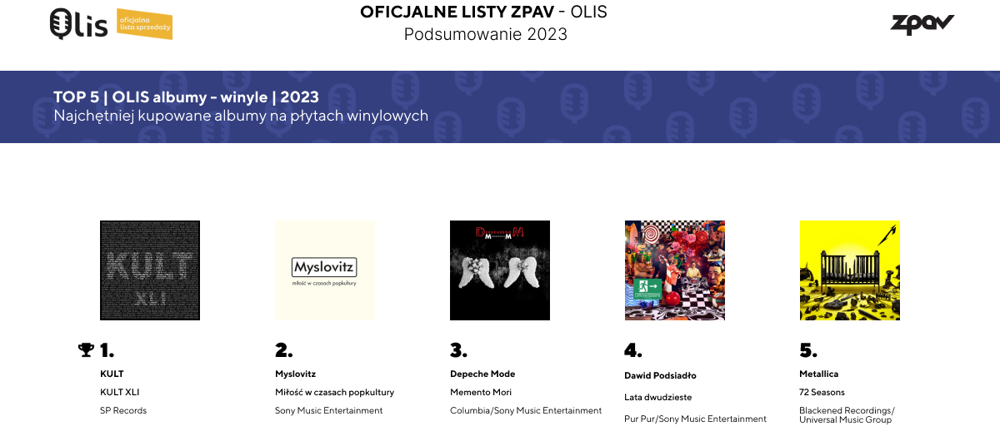 Olis
oficjalna
lista sprzedaży
OFICJALNE LISTY ZPAV - OLIS
Podsumowanie 2023
zpav
TOP 5 | OLIS albumy - winyle | 2023
Najchętniej kupowane albumy na płytach winylowych
KULT
XLI
Myslovitz
miłość w czasach popkultury
DEPECHE MODE
MEMENTO MORI
1.
KULT
KULT XLI
SP Records
2.
Myslovitz
Miłość w czasach popkultury
Sony Music Entertainment
3.
Depeche Mode
Memento Mori
Columbia/Sony Music Entertainment
4.
Dawid Podsiadło
Lata dwudzieste
Pur Pur/Sony Music Entertainment
5.
Metallica
72 Seasons
Blackened Recordings/
Universal Music Group